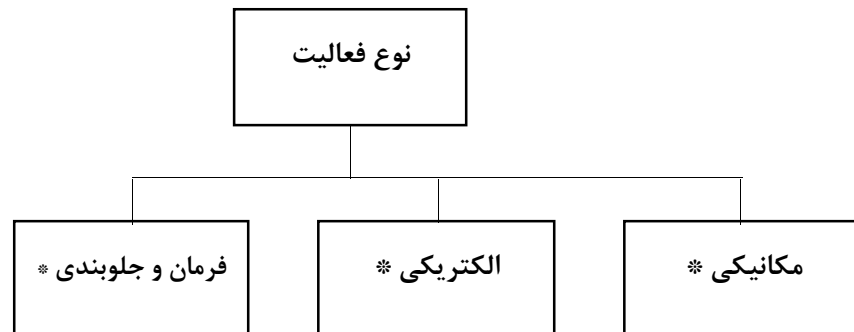 نوع فعالیت
مکانیکی *
الکتریکی *
فرمان و جلوبندی *